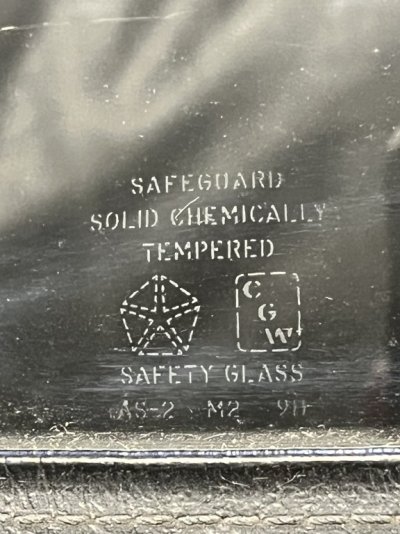 SAFEGUARD
SOLID CHEMICALLY
TEMPERED
C
G
W
SAFETY GLASS
AS-2 M2